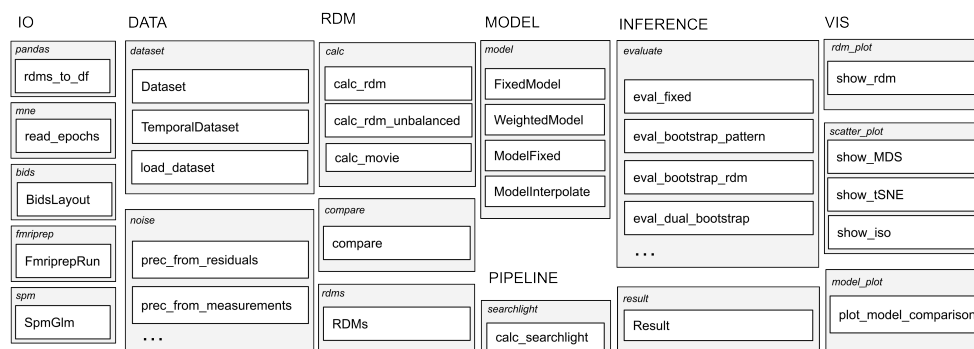 IO
pandas
rdms_to_df
mne
read_epochs
bids
BidsLayout
fmriprep
FmriprepRun
spm
SpmGlm
DATA
dataset
Dataset
TemporalDataset
load_dataset
noise
prec_from_residuals
prec_from_measurements
...
RDM
calc
calc_rdm
calc_rdm_unbalanced
calc_movie
compare
compare
rdms
RDMs
MODEL
model
FixedModel
WeightedModel
ModelFixed
ModelInterpolate
PIPELINE
searchlight
calc_searchlight
INFERENCE
evaluate
eval_fixed
eval_bootstrap_pattern
eval_bootstrap_rdm
eval_dual_bootstrap
...
result
Result
VIS
rdm_plot
show_rdm
scatter_plot
show_MDS
show_tSNE
show_iso
model_plot
plot_model_comparison